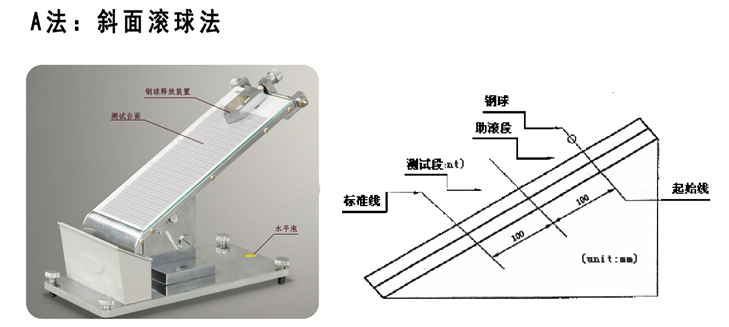 A法：斜面滚球法
钢球释放装置
测试台面
水平泡
钢球
助滚段
测试段:nt)
标准线
起始线
100
100
(unit:mm)